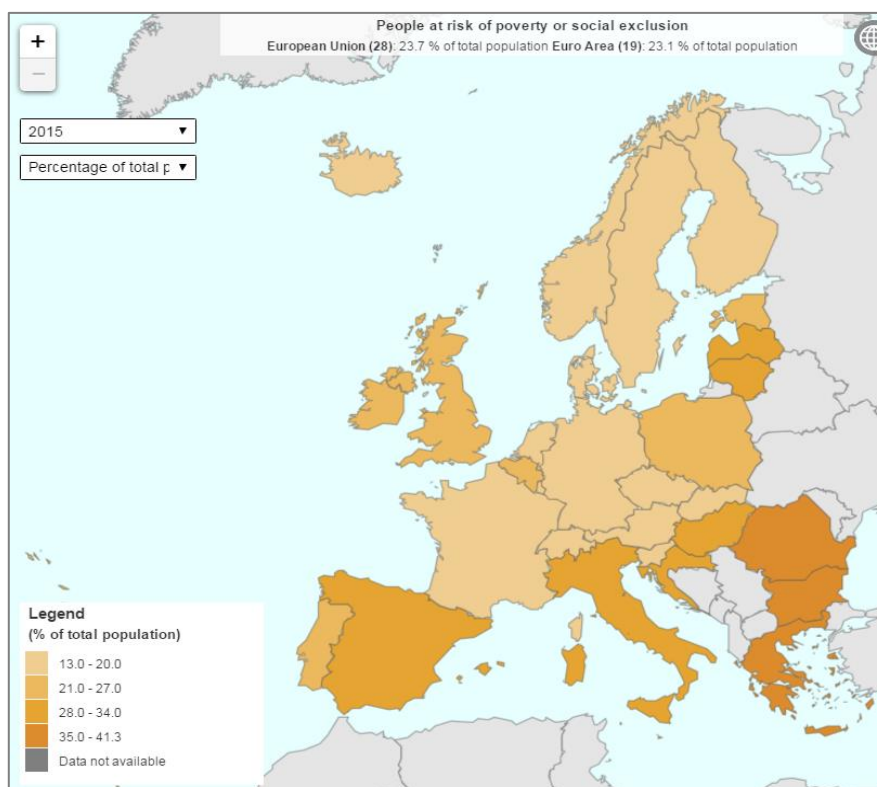 People at risk of poverty or social exclusion
European Union (28): 23.7 % of total population Euro Area (19): 23.1 % of total population
+
−
2015
Percentage of total p
Legend
(% of total population)
13.0 - 20.0
21.0 - 27.0
28.0 - 34.0
35.0 - 41.3
Data not available